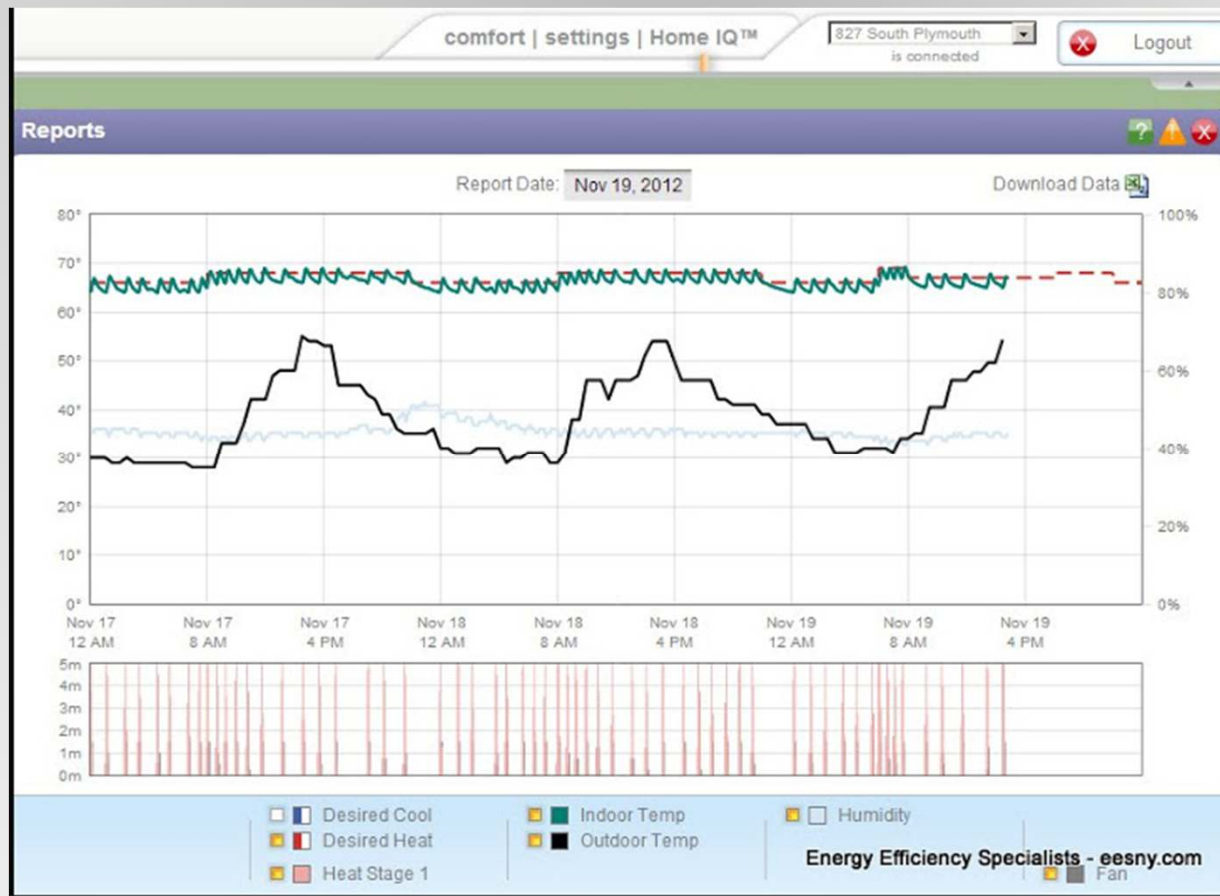 comfort | settings | Home IQ™
827 South Plymouth
is connected
Logout
Reports
Report Date: Nov 19, 2012
Download Data
80°
70°
60°
50°
40°
30°
20°
10°
0°
100%
80%
60%
40%
20%
0%
Nov 17 Nov 17 Nov 17 Nov 18 Nov 18 Nov 18 Nov 19 Nov 19 Nov 19
12 AM 8 AM 4 PM 12 AM 8 AM 4 PM 12 AM 8 AM 4 PM
5m
4m
3m
2m
1m
0m
Desired Cool Indoor Temp Humidity
Desired Heat Outdoor Temp
Energy Efficiency Specialists - eesny.com
Heat Stage 1 Fan